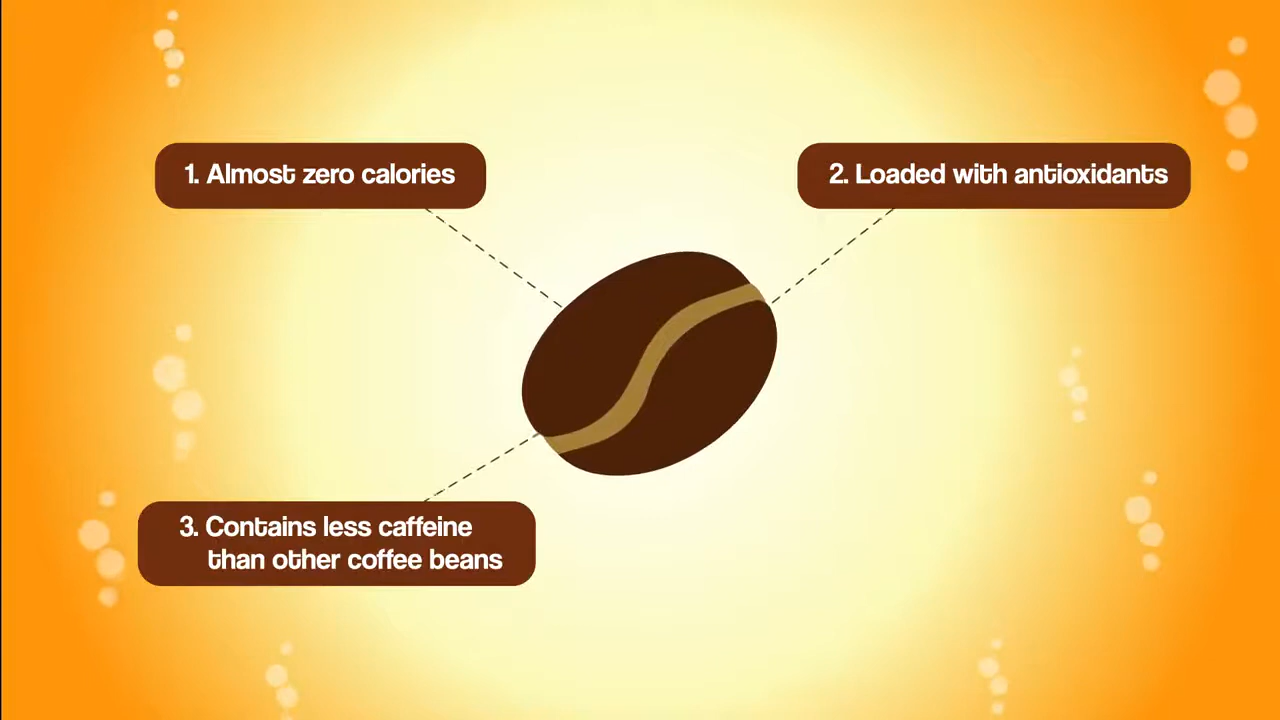 1. Almost zero calories
2. Loaded with antioxidants
3. Contains less caffeine
than other coffee beans